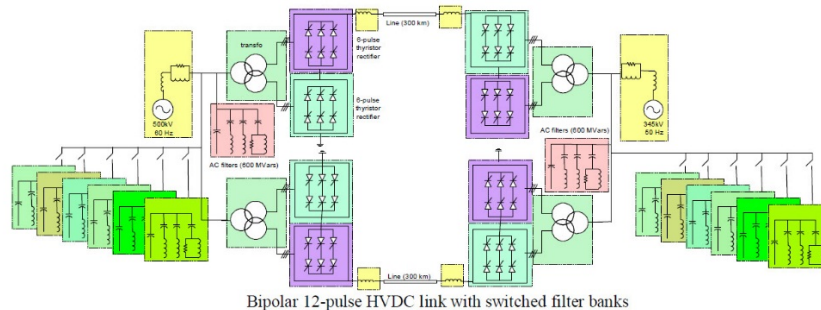 transfo
6-pulse
thyristor
rectifier
Line (300 km)
6-pulse
thyristor
rectifier
500kV
60 Hz
AC filters (600 MVars)
345kV
50 Hz
AC filters (600 MVars)
Line (300 km)
Bipolar 12-pulse HVDC link with switched filter banks